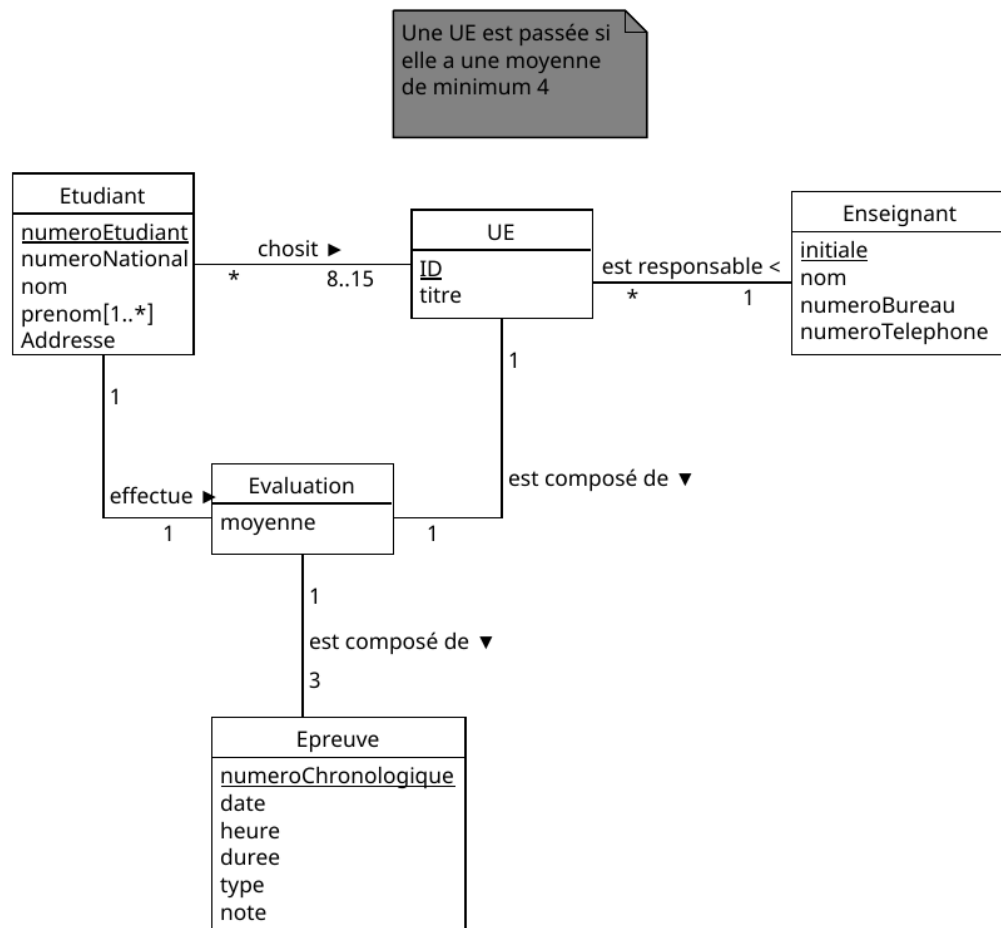 Une UE est passée si
elle a une moyenne
de minimum 4
Etudiant
numeroEtudiant
numeroNational
nom
prenom[1..*]
Addresse
chosit ►
*
8..15
UE
ID
titre
est responsable <
*
1
Enseignant
initiale
nom
numeroBureau
numeroTelephone
1
effectue ►
1
Evaluation
moyenne
1
est composé de ▼
1
1
est composé de ▼
3
Epreuve
numeroChronologique
date
heure
duree
type
note